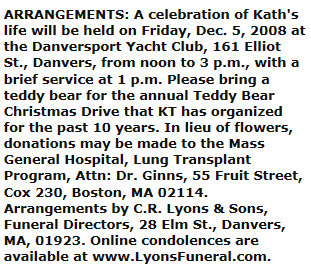 ARRANGEMENTS: A celebration of Kath's
life will be held on Friday, Dec. 5, 2008 at
the Danversport Yacht Club, 161 Elliot
St., Danvers, from noon to 3 p.m., with a
brief service at 1 p.m. Please bring a
teddy bear for the annual Teddy Bear
Christmas Drive that KT has organized
for the past 10 years. In lieu of flowers,
donations may be made to the Mass
General Hospital, Lung Transplant
Program, Attn: Dr. Ginns, 55 Fruit Street,
Cox 230, Boston, MA 02114.
Arrangements by C.R. Lyons & Sons,
Funeral Directors, 28 Elm St., Danvers,
MA, 01923. Online condolences are
available at www.LyonsFuneral.com.